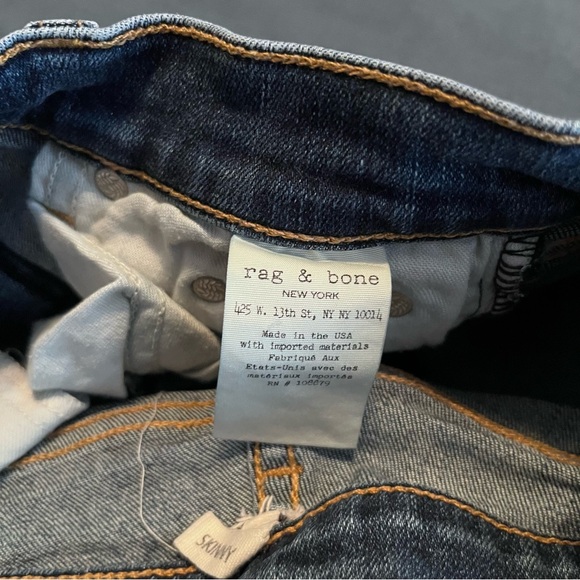 rag & bone
NEW YORK
425 W. 13th St, NY NY 10014
Made in the USA
with imported materials
Fabriqué Aux
Etats-Unis avec des
matériaux importés
RN # 108679
SKINNY